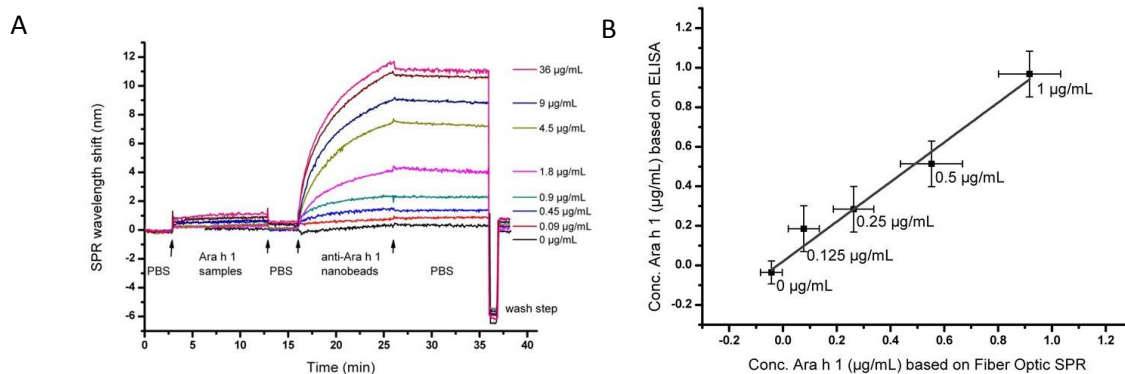 A
SPR wavelength shift (nm)
12
10
8
6
4
2
0
-2
-4
-6
36 µg/mL
9 µg/mL
4.5 µg/mL
1.8 µg/mL
0.9 µg/mL
0.45 µg/mL
0.09 µg/mL
0 µg/mL
PBS
Ara h 1
samples
PBS
anti-Ara h 1
nanobeads
PBS
wash step
0 5 10 15 20 25 30 35 40
Time (min)
B
Conc. Ara h 1 (µg/mL) based on ELISA
1.2
1.0
0.8
0.6
0.4
0.2
0.0
-0.2
1 µg/mL
0.5 µg/mL
0.25 µg/mL
0.125 µg/mL
0 µg/mL
-0.2 0.0 0.2 0.4 0.6 0.8 1.0 1.2
Conc. Ara h 1 (µg/mL) based on Fiber Optic SPR